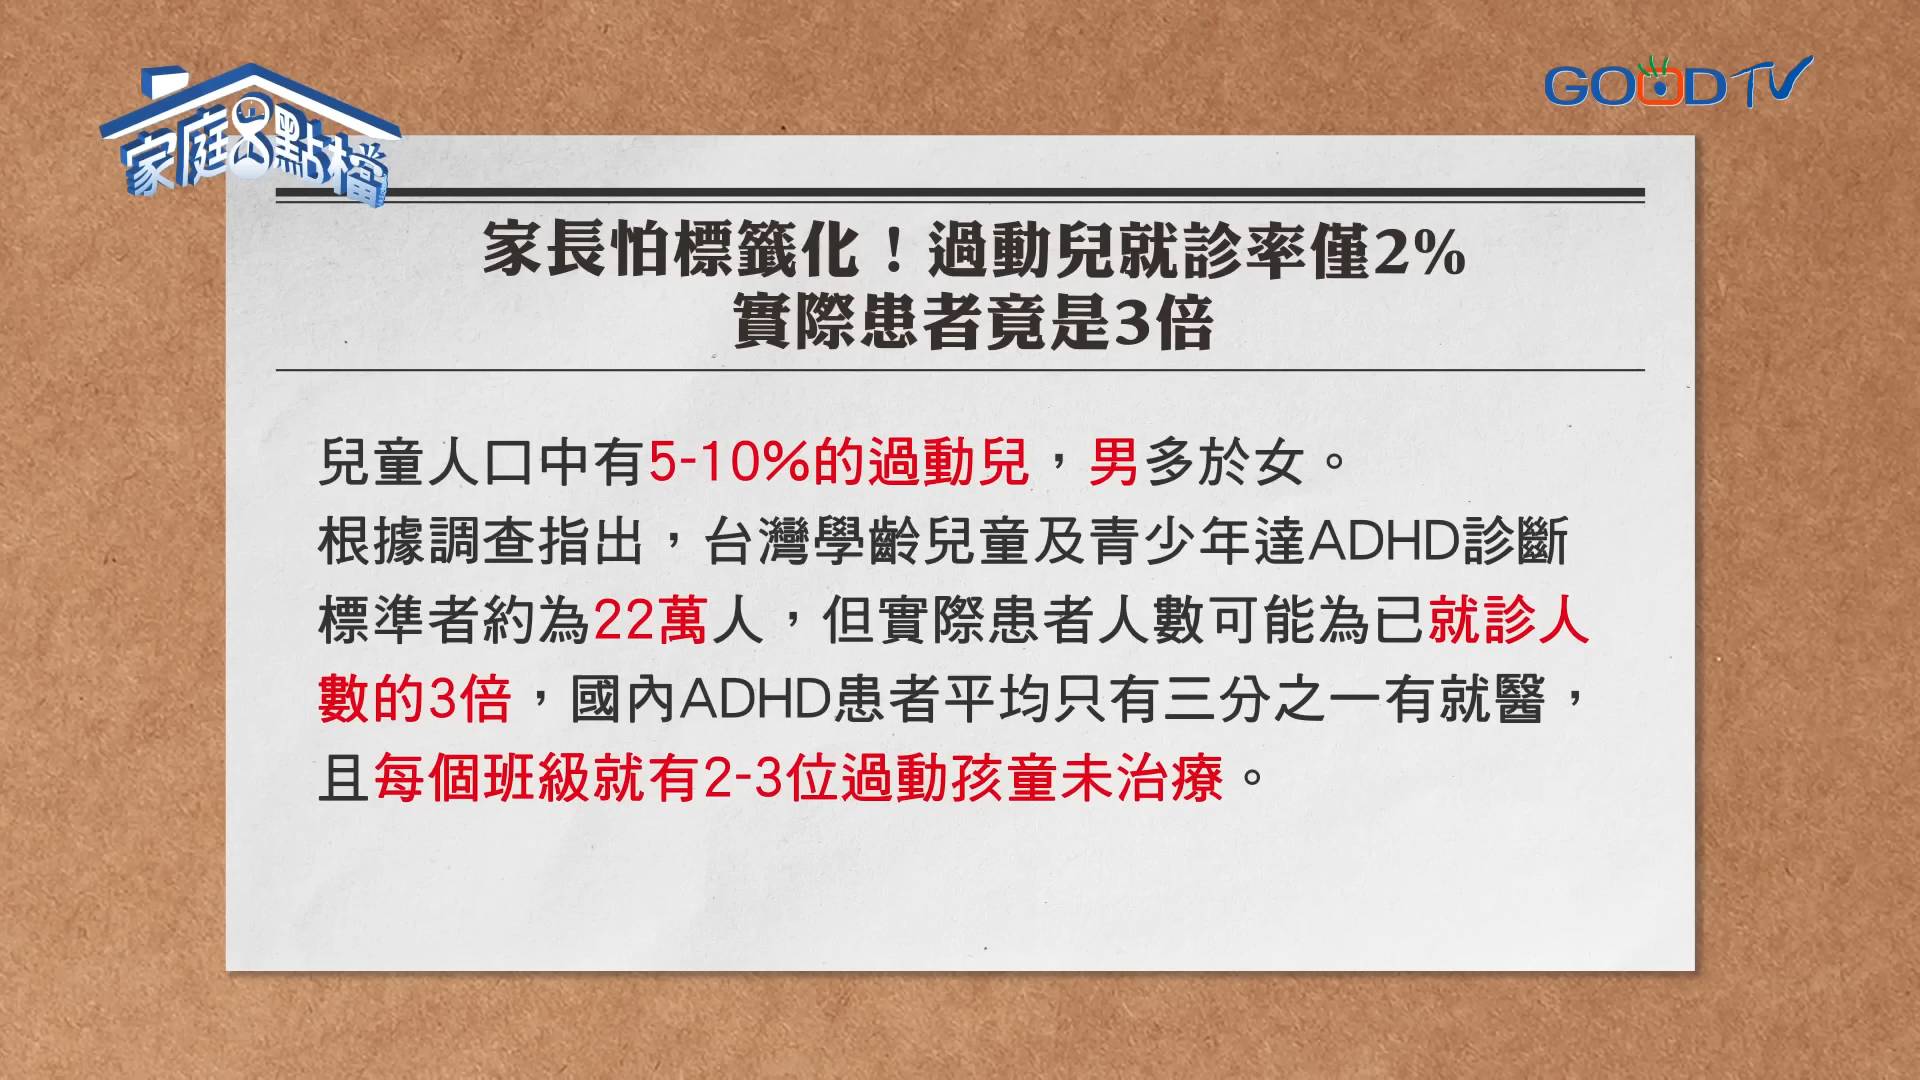 家庭8點檔
GOOD TV
家長怕標籤化！過動兒就診率僅2%
實際患者竟是3倍
兒童人口中有5-10%的過動兒，男多於女。
根據調查指出，台灣學齡兒童及青少年達ADHD診斷
標準者約為22萬人，但實際患者人數可能為已就診人
數的3倍，國內ADHD患者平均只有三分之一有就醫，
且每個班級就有2-3位過動孩童未治療。